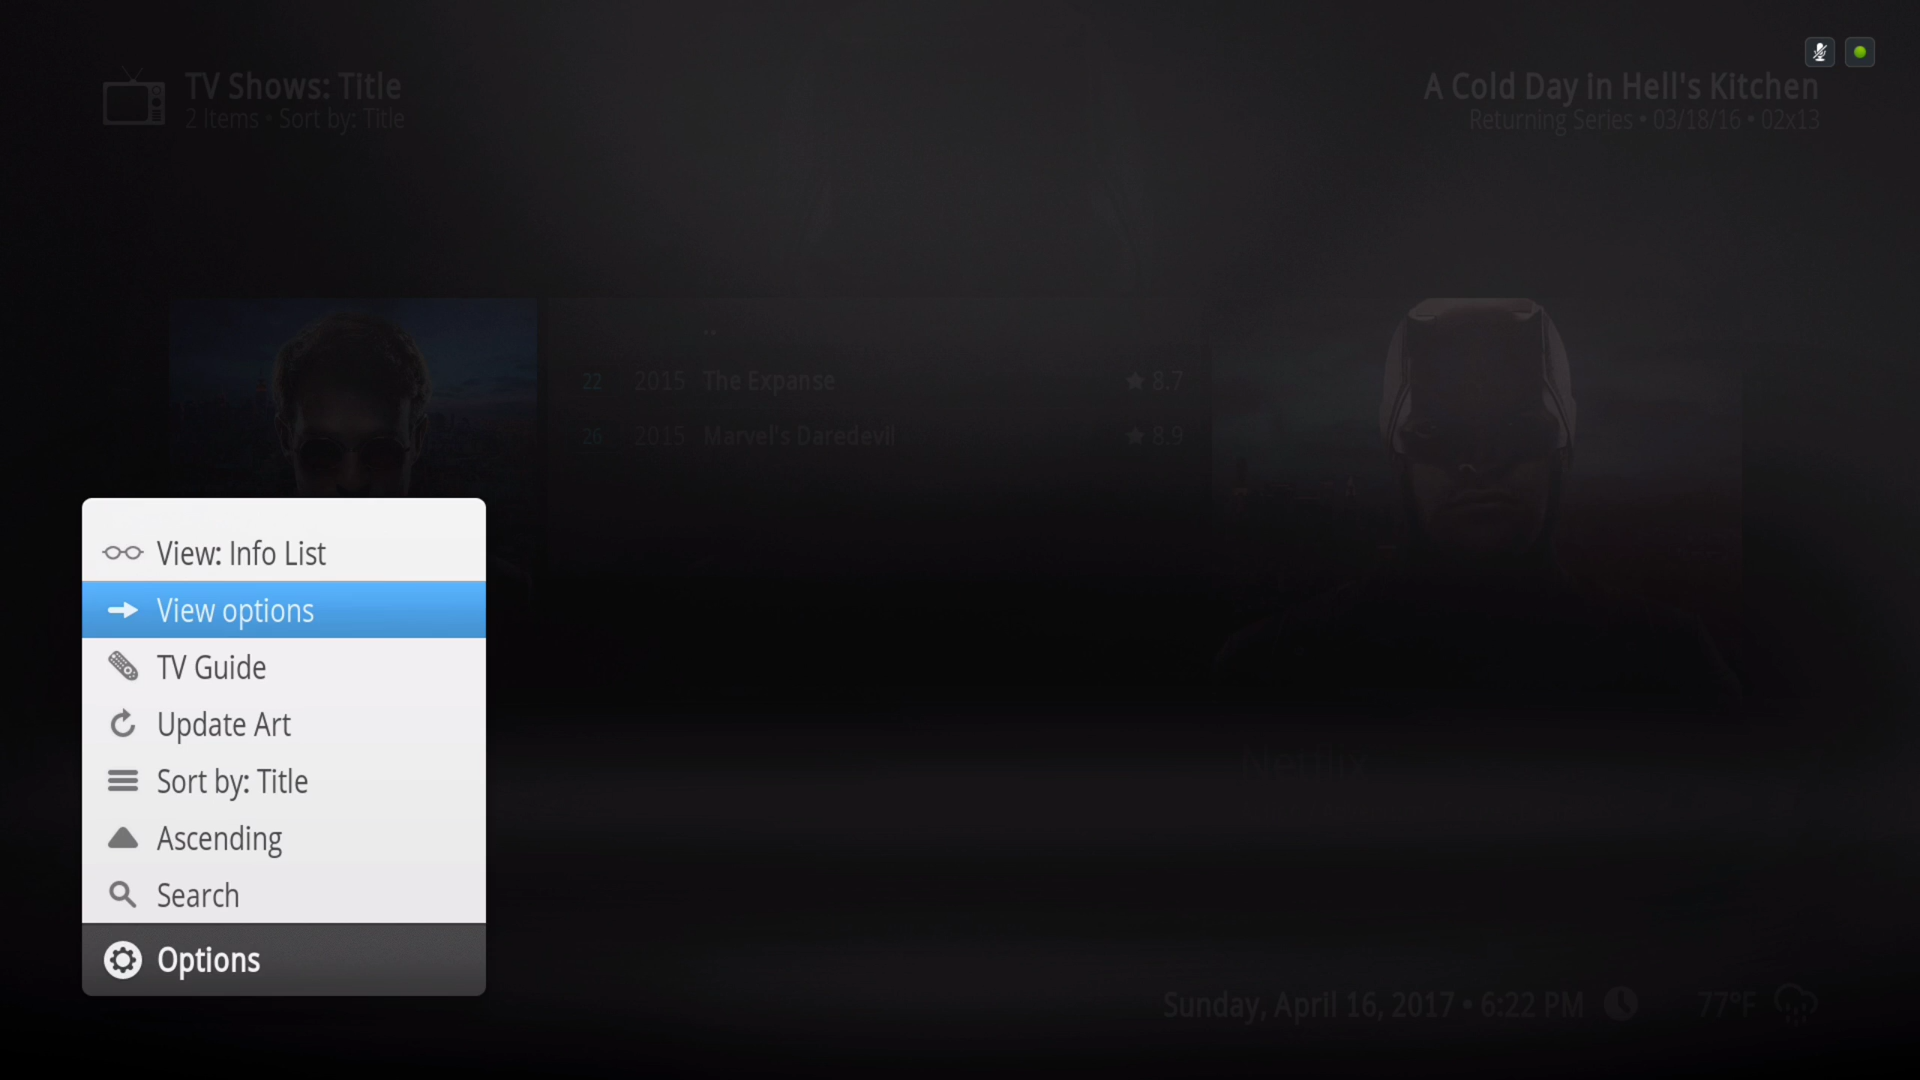 TV Shows: Title
2 Items • Sort by: Title
A Cold Day in Hell's Kitchen
Returning Series • 03/18/16 • 02x13
..
22 2015 The Expanse ★ 8.7
26 2015 Marvel's Daredevil ★ 8.9
View: Info List
View options
TV Guide
Update Art
Sort by: Title
Ascending
Search
Options
Netflix
Sunday, April 16, 2017 • 6:22 PM
77°F